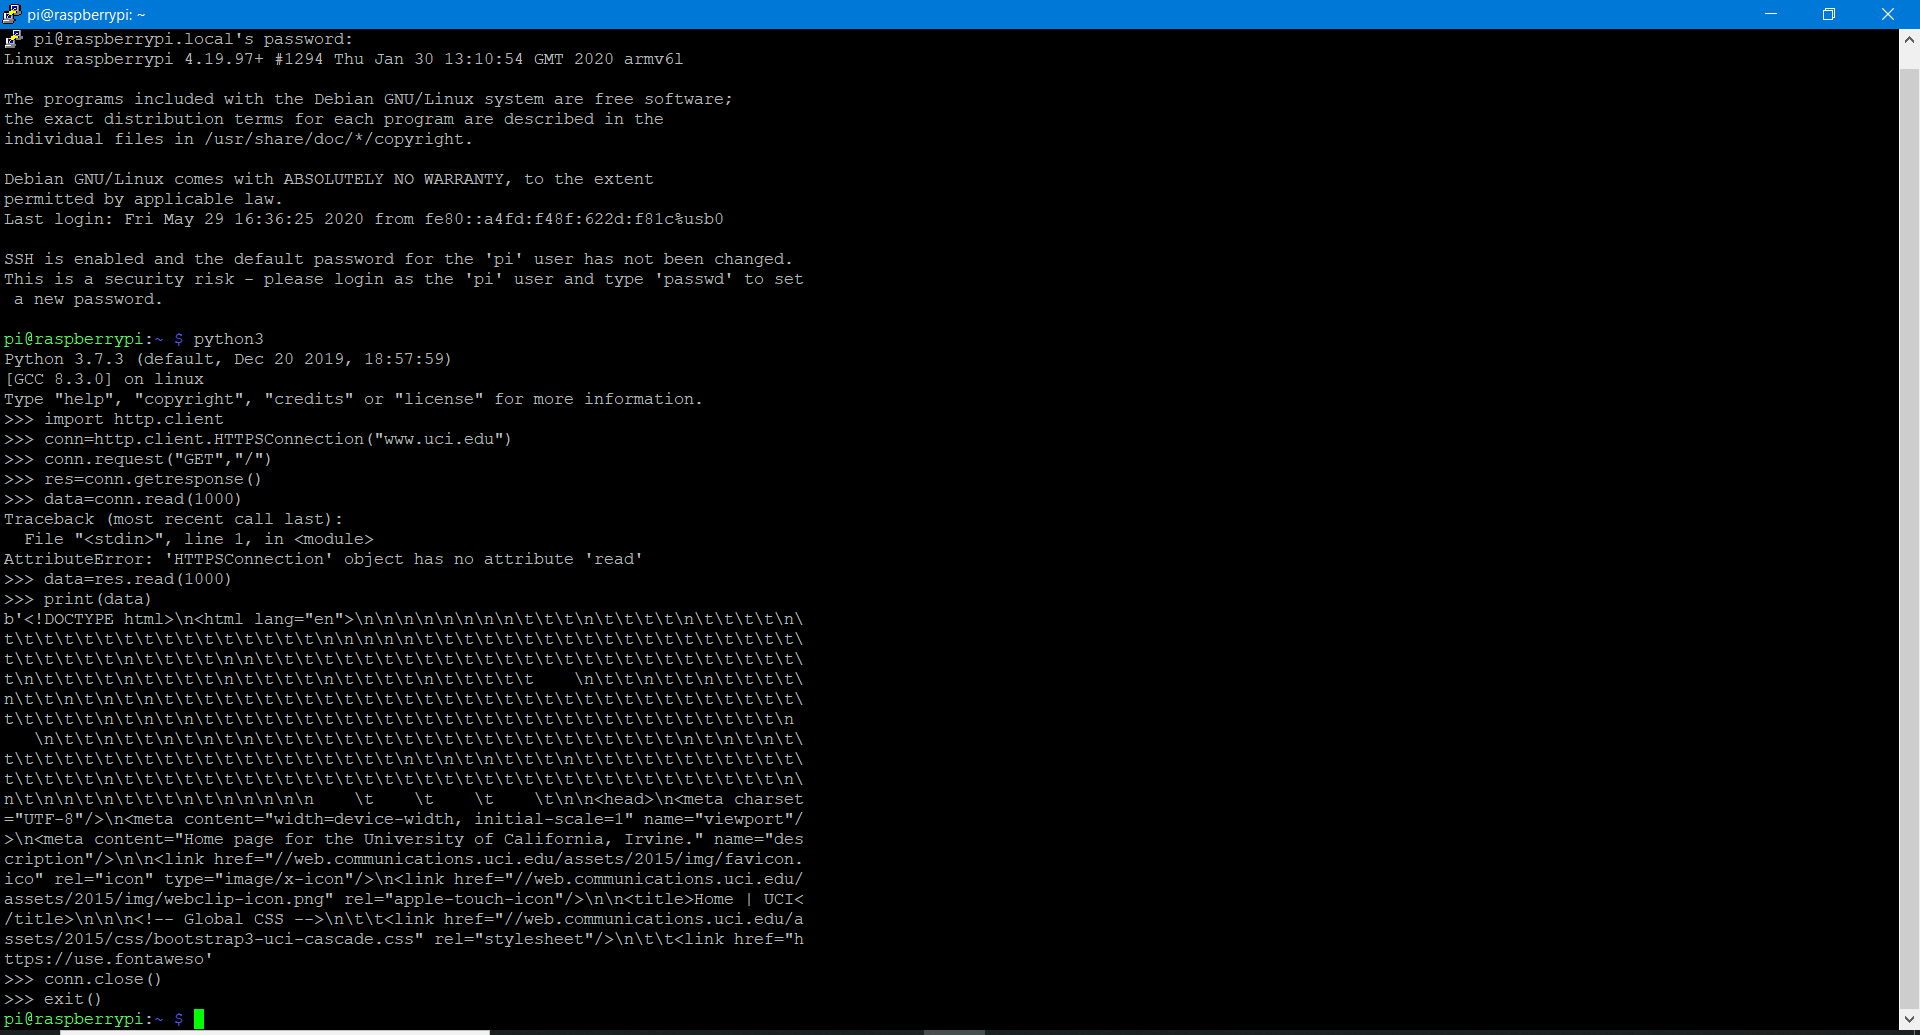 pi@raspberrypi: ~
pi@raspberrypi.local's password:
Linux raspberrypi 4.19.97+ #1294 Thu Jan 30 13:10:54 GMT 2020 armv6l
The programs included with the Debian GNU/Linux system are free software;
the exact distribution terms for each program are described in the
individual files in /usr/share/doc/*/copyright.
Debian GNU/Linux comes with ABSOLUTELY NO WARRANTY, to the extent
permitted by applicable law.
Last login: Fri May 29 16:36:25 2020 from fe80::a4fd:f48f:622d:f81c%usb0
SSH is enabled and the default password for the 'pi' user has not been changed.
This is a security risk - please login as the 'pi' user and type 'passwd' to set
 a new password.
pi@raspberrypi:~ $ python3
Python 3.7.3 (default, Dec 20 2019, 18:57:59)
[GCC 8.3.0] on linux
Type "help", "copyright", "credits" or "license" for more information.
>>> import http.client
>>> conn=http.client.HTTPSConnection("www.uci.edu")
>>> conn.request("GET","/")
>>> res=conn.getresponse()
>>> data=conn.read(1000)
Traceback (most recent call last):
  File "<stdin>", line 1, in <module>
AttributeError: 'HTTPSConnection' object has no attribute 'read'
>>> data=res.read(1000)
>>> print(data)
b'<!DOCTYPE html>\n<html lang="en">\n\n\n\n\n\n\n\n\t\t\t\n\t\t\t\t\n\t\t\t\t\n\
t\t\t\t\t\t\t\t\t\t\t\t\t\t\t\t\n\n\n\n\n\t\t\t\t\t\t\t\t\t\t\t\t\t\t\t\t\t\t\t\
t\t\t\t\t\t\n\t\t\t\t\n\n\t\t\t\t\t\t\t\t\t\t\t\t\t\t\t\t\t\t\t\t\t\t\t\t\t\t\t\
t\n\t\t\t\t\n\t\t\t\t\n\t\t\t\t\n\t\t\t\t\n\t\t\t\t\t    \n\t\t\n\t\t\n\t\t\t\t\
n\t\t\n\t\n\t\n\t\t\t\t\t\t\t\t\t\t\t\t\t\t\t\t\t\t\t\t\t\t\t\t\t\t\t\t\t\t\t\t\
t\t\t\t\t\n\t\n\t\n\t\t\t\t\t\t\t\t\t\t\t\t\t\t\t\t\t\t\t\t\t\t\t\t\t\t\t\t\n
   \n\t\t\n\t\t\n\t\n\t\n\t\t\t\t\t\t\t\t\t\t\t\t\t\t\t\t\t\t\t\t\t\n\t\n\t\n\t\
t\t\t\t\t\t\t\t\t\t\t\t\t\t\t\t\t\t\t\n\t\n\t\n\t\n\t\t\t\n\t\t\t\t\t\t\t\t\t\t\
t\t\t\t\t\n\t\t\t\t\t\t\t\t\t\t\t\t\t\t\t\t\t\t\t\t\t\t\t\t\t\t\t\t\t\t\t\t\t\n\
n\t\n\n\t\n\t\t\t\n\t\n\n\n\n\n    \t    \t    \t    \t\n\n<head>\n<meta charset
="UTF-8"/>\n<meta content="width=device-width, initial-scale=1" name="viewport"/
>\n<meta content="Home page for the University of California, Irvine." name="des
cription"/>\n\n<link href="//web.communications.uci.edu/assets/2015/img/favicon.
ico" rel="icon" type="image/x-icon"/>\n<link href="//web.communications.uci.edu/
assets/2015/img/webclip-icon.png" rel="apple-touch-icon"/>\n\n<title>Home | UCI<
/title>\n\n\n<!-- Global CSS -->\n\t\t<link href="//web.communications.uci.edu/a
ssets/2015/css/bootstrap3-uci-cascade.css" rel="stylesheet"/>\n\t\t<link href="h
ttps://use.fontaweso'
>>> conn.close()
>>> exit()
pi@raspberrypi:~ $